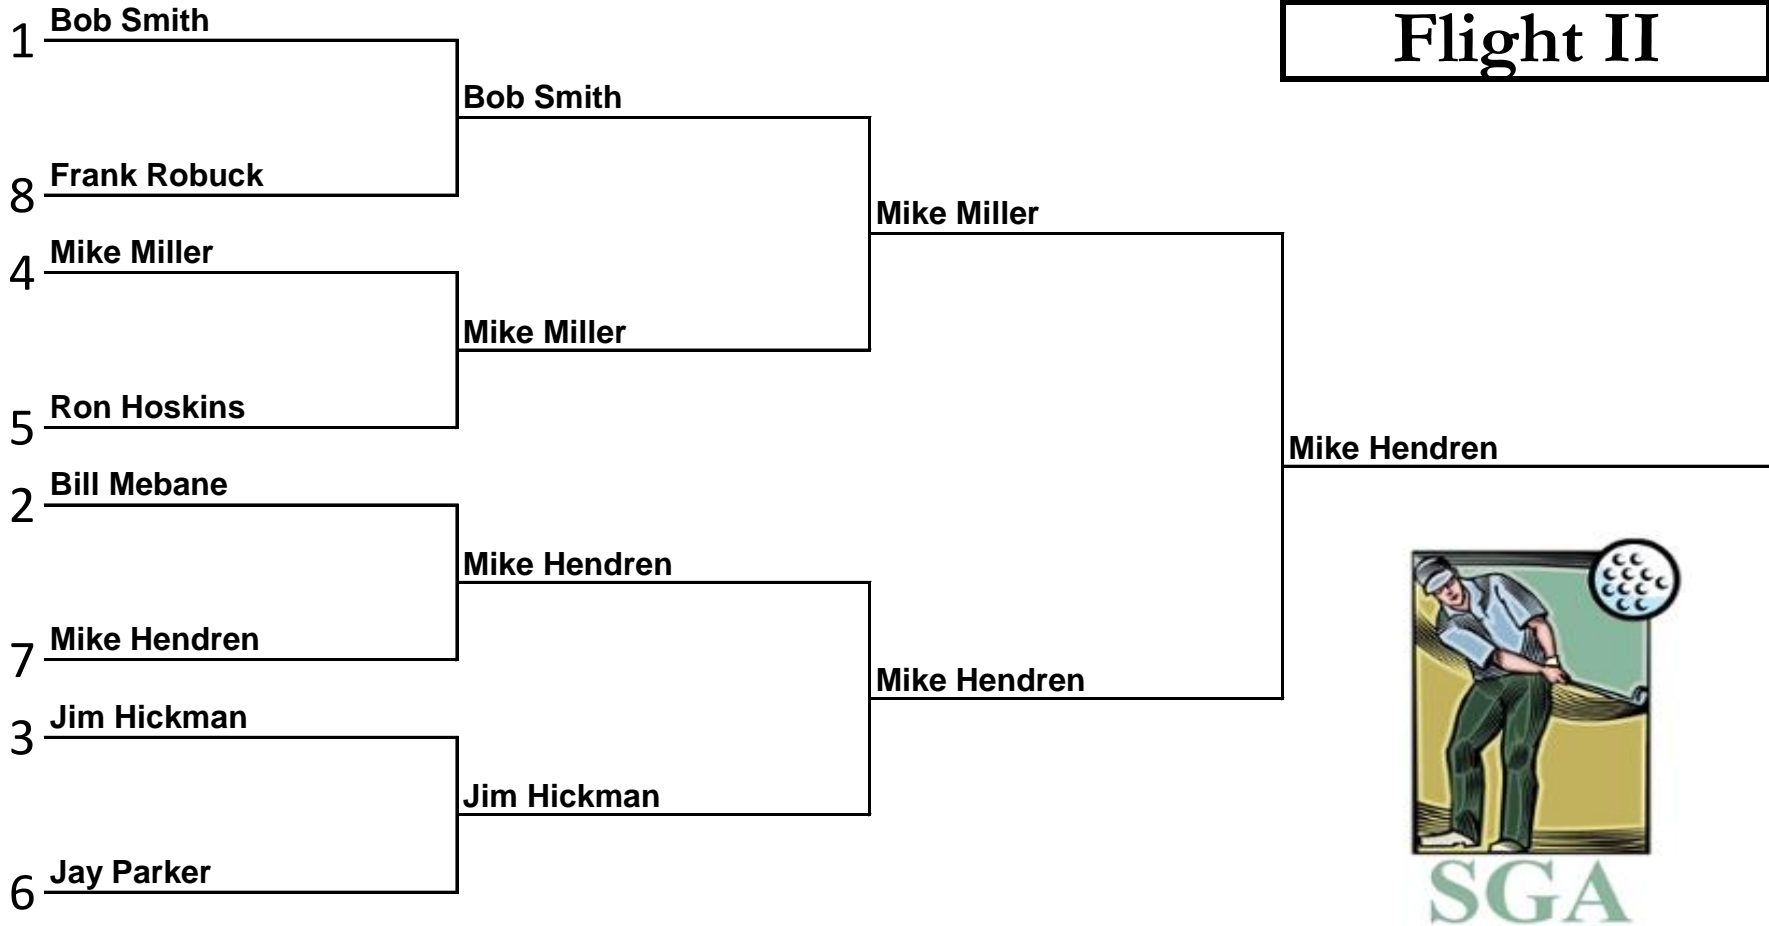 Flight II
1 Bob Smith
Bob Smith
8 Frank Robuck
Mike Miller
4 Mike Miller
Mike Miller
5 Ron Hoskins
Mike Hendren
2 Bill Mebane
Mike Hendren
7 Mike Hendren
Mike Hendren
3 Jim Hickman
Jim Hickman
6 Jay Parker
SGA